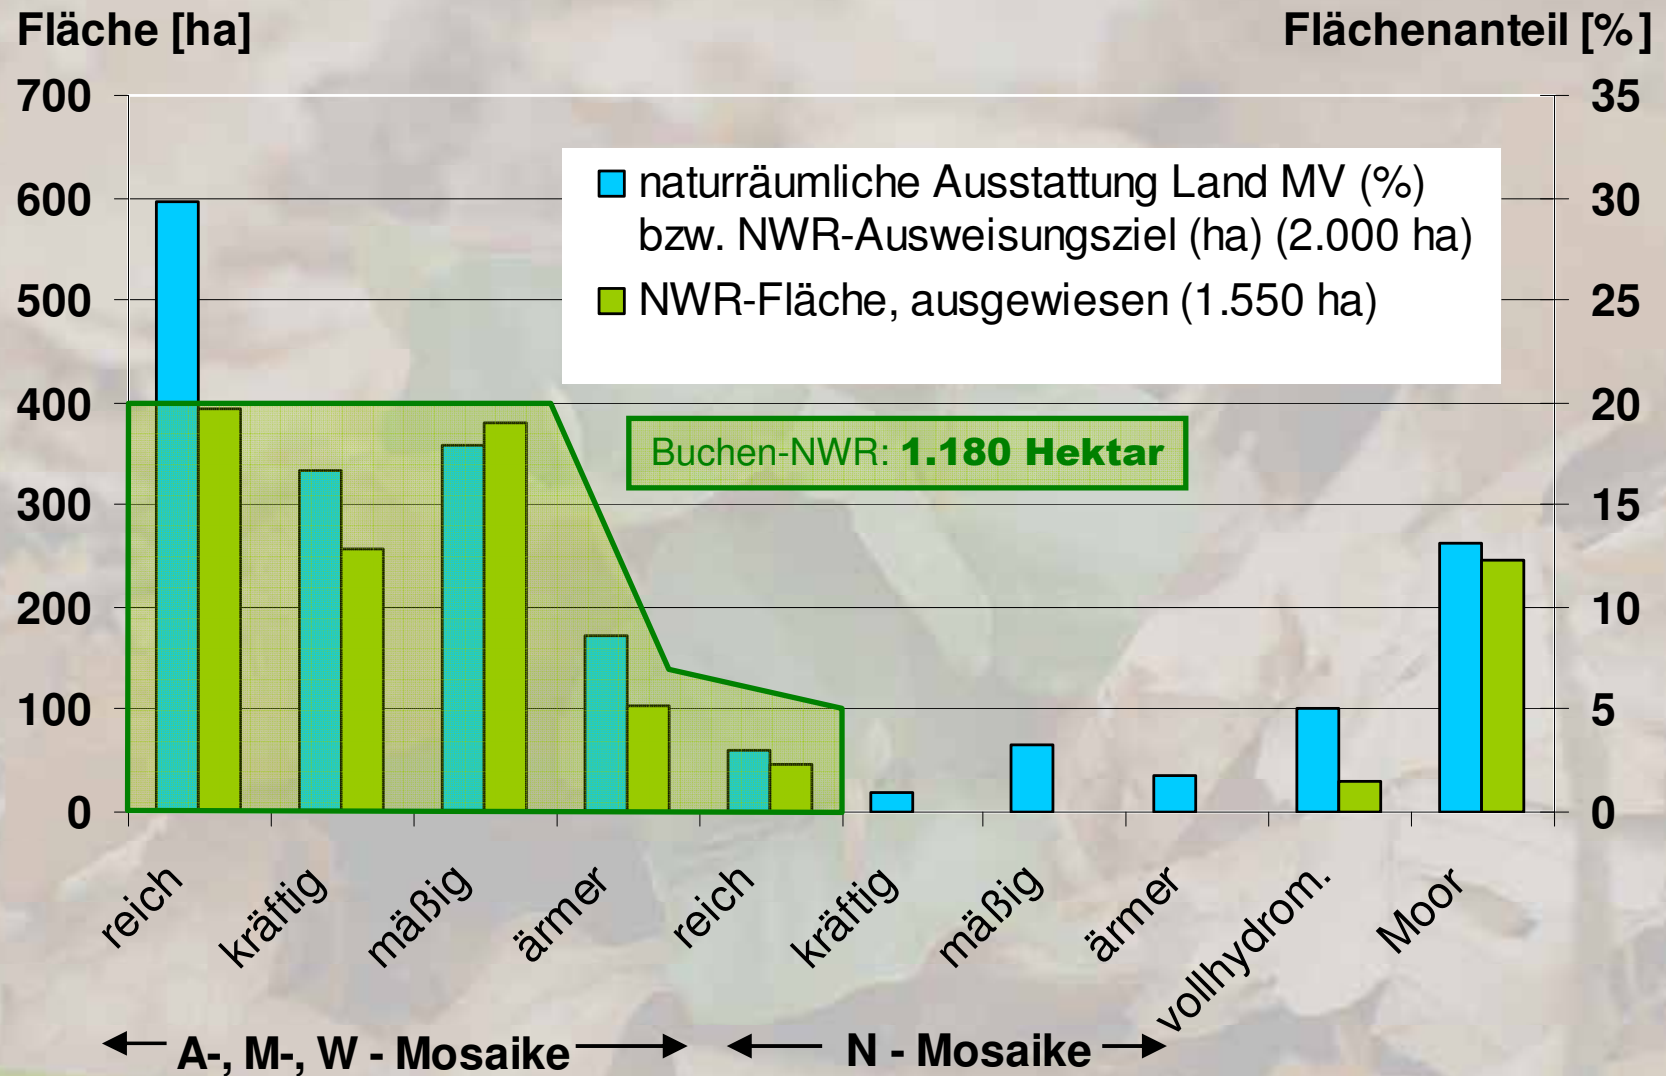 Fläche [ha]
Flächenanteil [%]
700
600
500
400
300
200
100
0
35
30
25
20
15
10
5
0
naturräumliche Ausstattung Land MV (%)
bzw. NWR-Ausweisungsziel (ha) (2.000 ha)
NWR-Fläche, ausgewiesen (1.550 ha)
Buchen-NWR: 1.180 Hektar
reich
kräftig
mäßig
ärmer
reich
kräftig
mäßig
ärmer
vollhydrom.
Moor
A-, M-, W - Mosaike
N - Mosaike